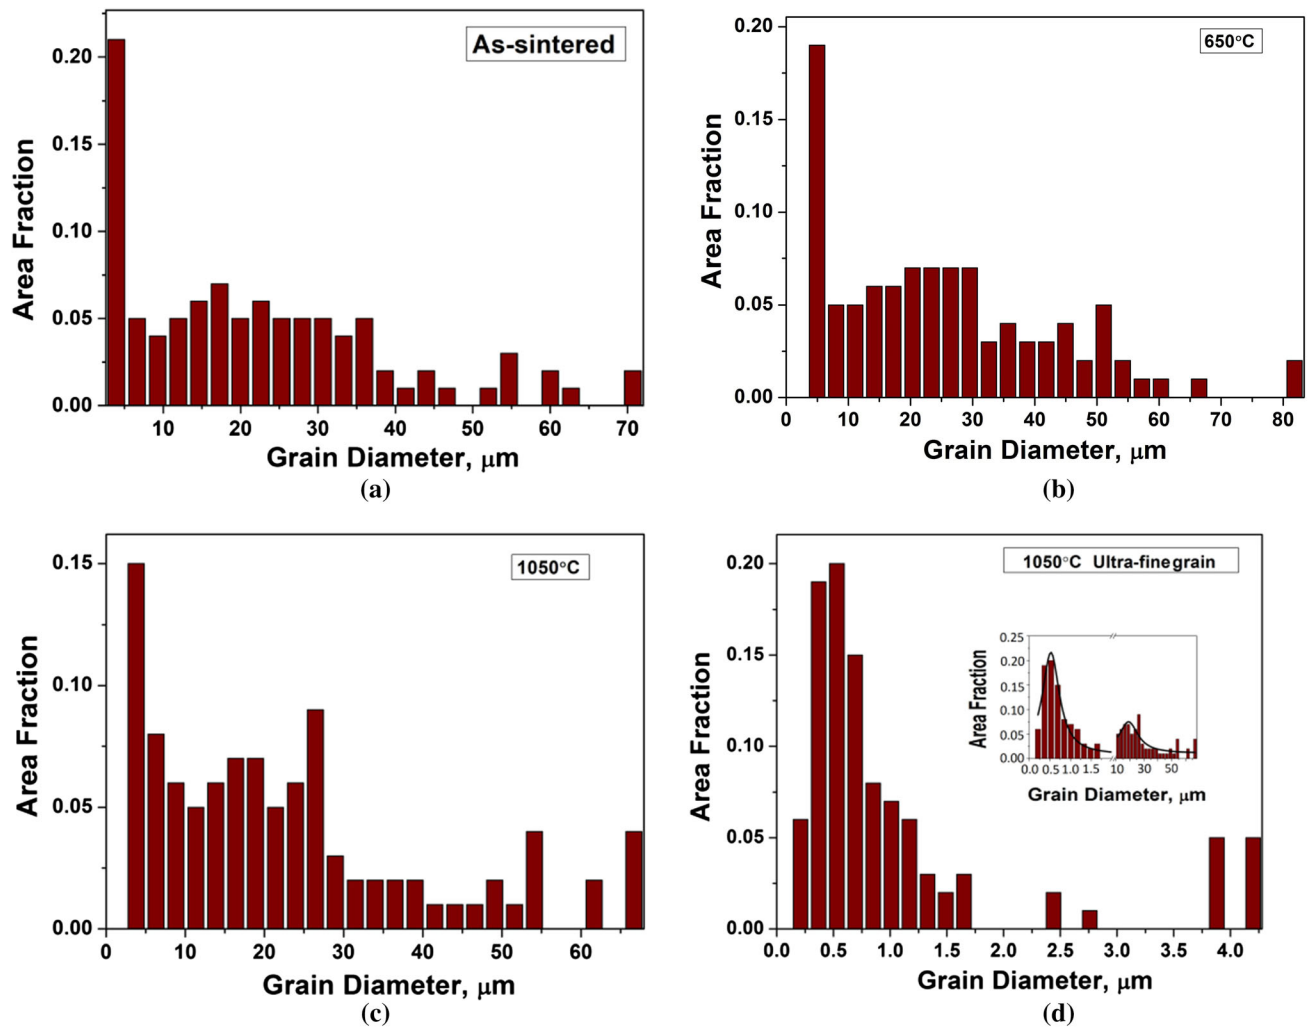 As-sintered
0.20
0.15
0.10
0.05
0.00
Area Fraction
10 20 30 40 50 60 70
Grain Diameter, μm
(a)
650°C
0.20
0.15
0.10
0.05
0.00
Area Fraction
0 10 20 30 40 50 60 70 80
Grain Diameter, μm
(b)
1050°C
0.15
0.10
0.05
0.00
Area Fraction
0 10 20 30 40 50 60
Grain Diameter, μm
(c)
1050°C Ultra-fine grain
0.20
0.15
0.10
0.05
0.00
Area Fraction
0.25
0.20
0.15
0.10
0.05
0.00
Area Fraction
0.0 0.5 1.0 1.5 10 30 50
Grain Diameter, μm
0.0 0.5 1.0 1.5 2.0 2.5 3.0 3.5 4.0
Grain Diameter, μm
(d)